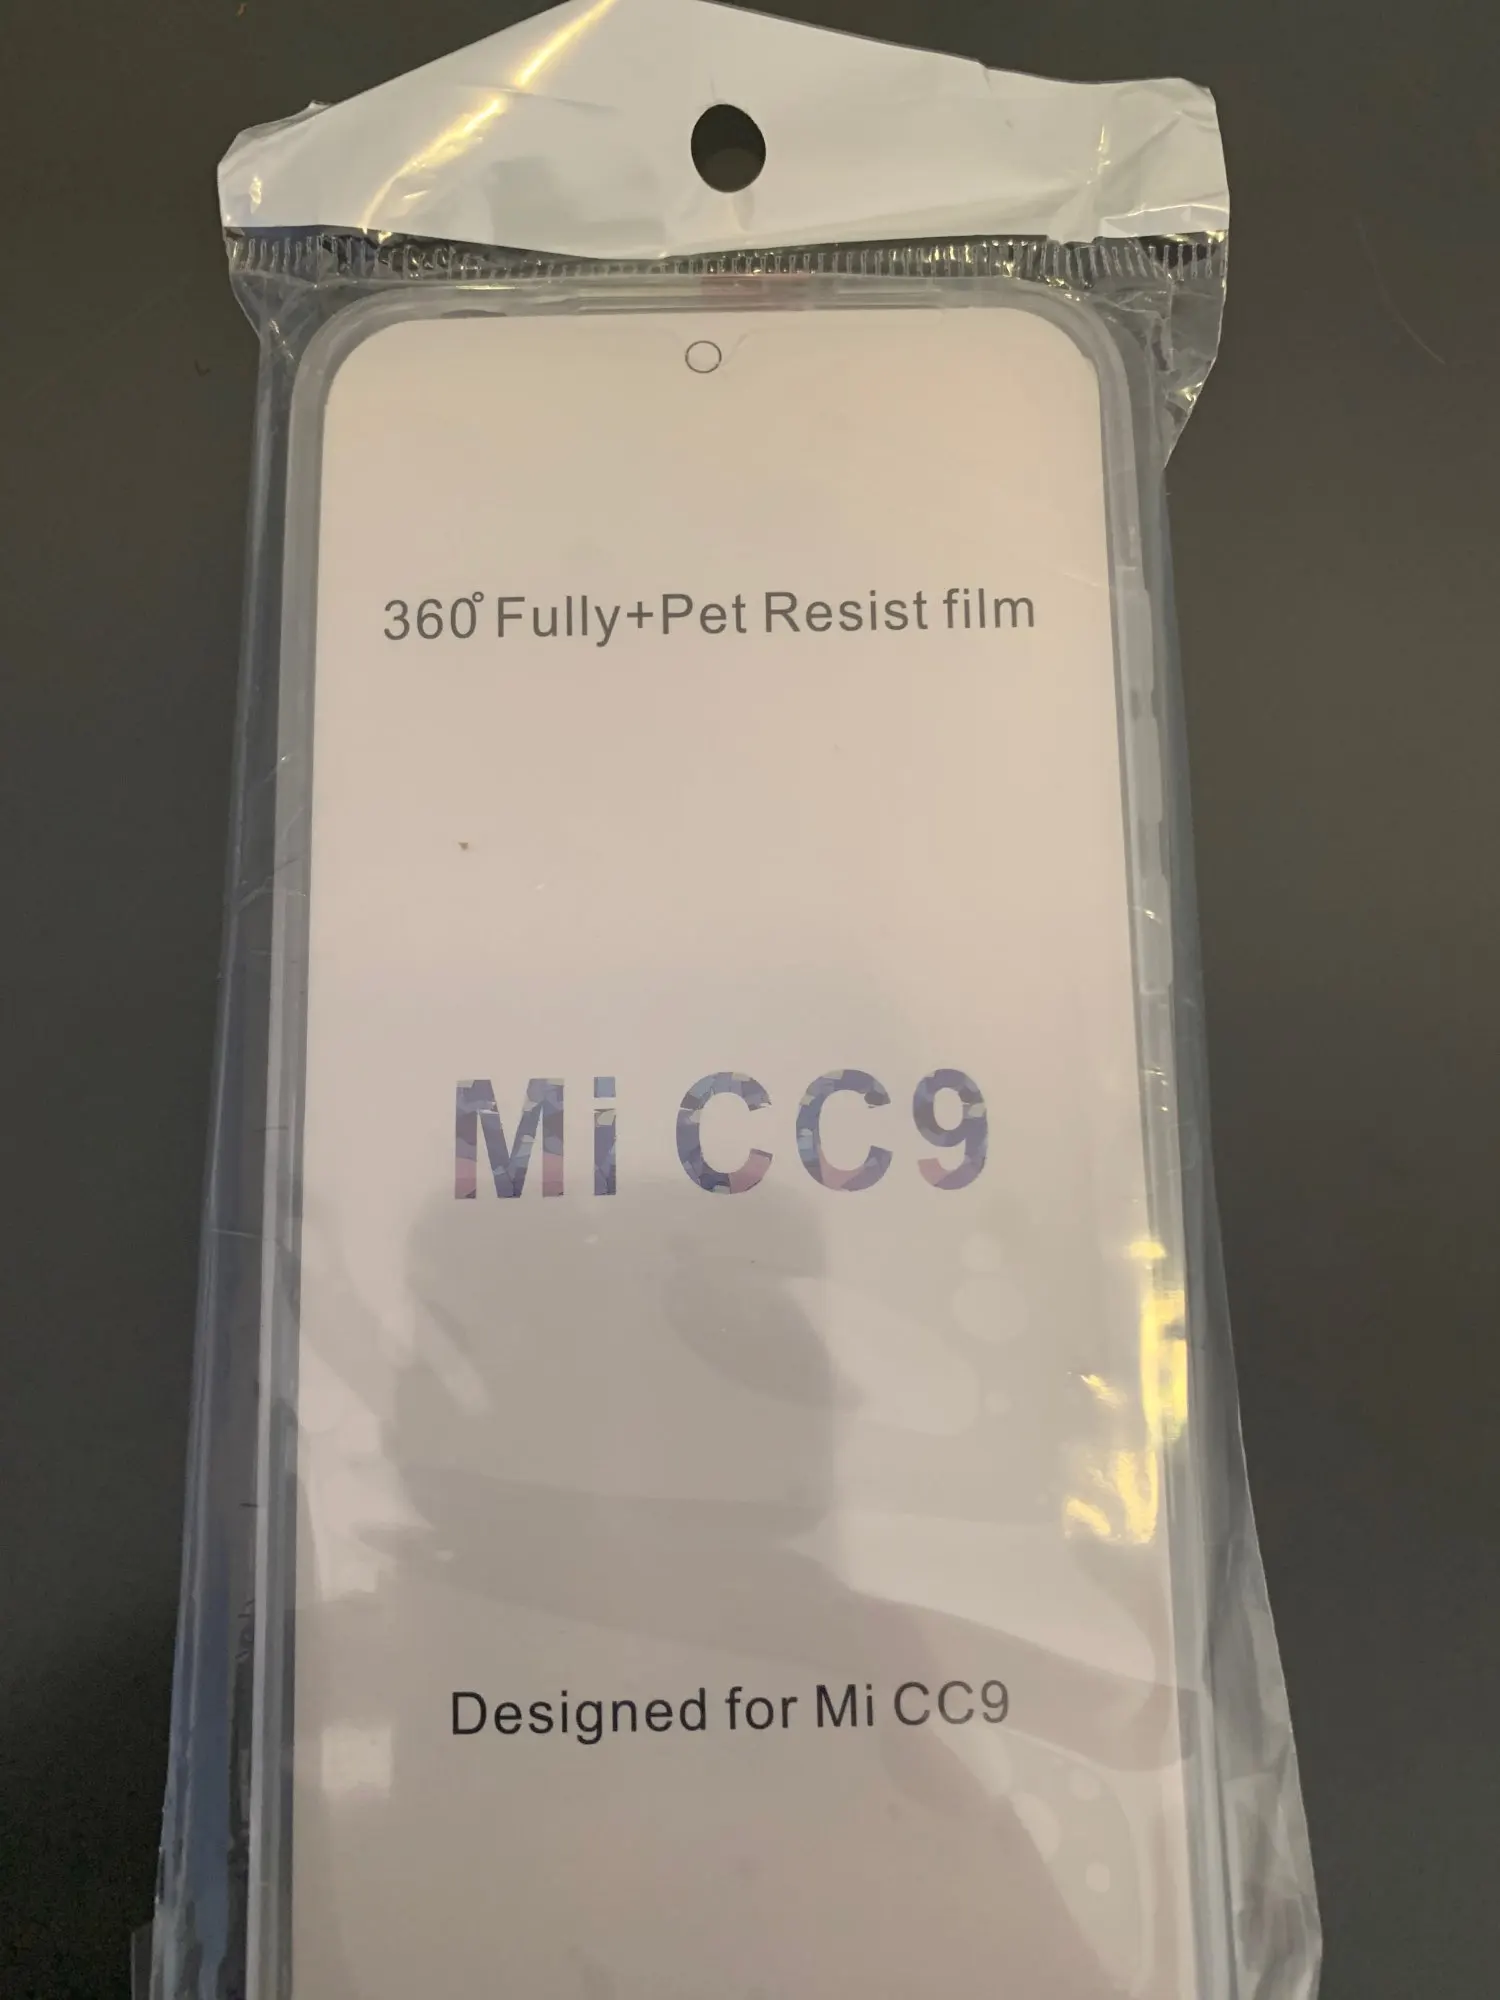 360° Fully+Pet Resist film
Mi CC9
Designed for Mi CC9